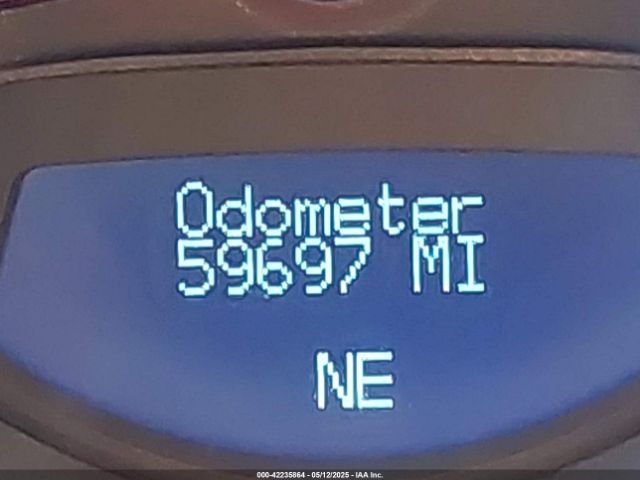 Odometer
59697 MI
NE
000-42235864 - 05/12/2025 - IAA Inc.